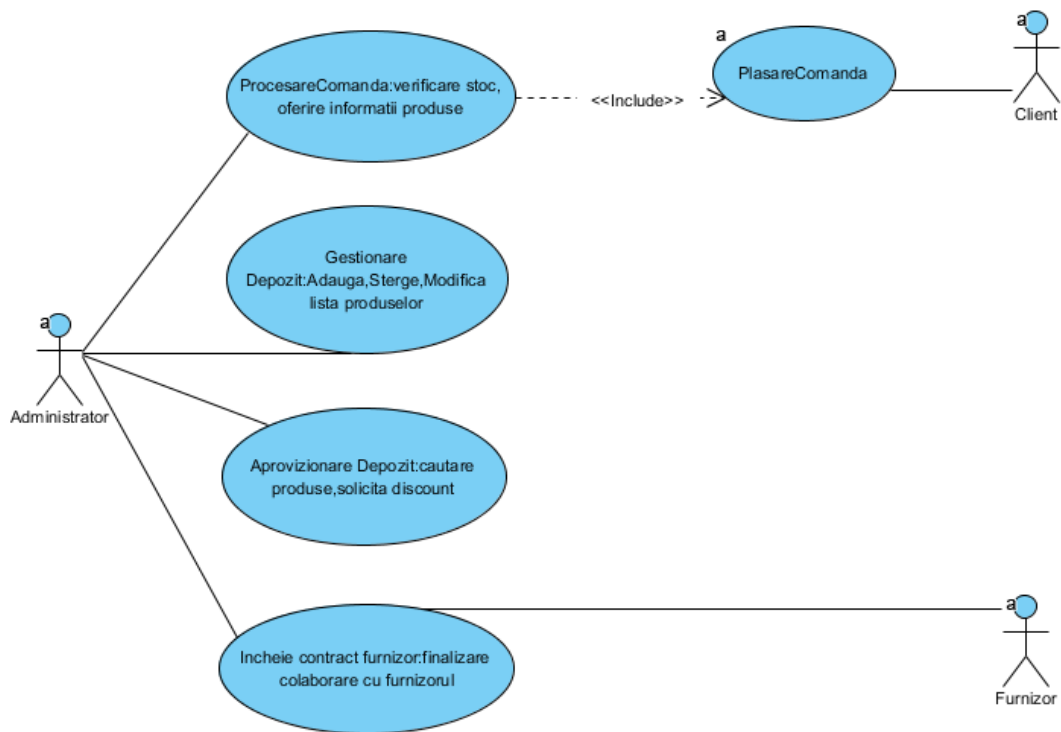 a
a
PlasareComanda
Client
ProcesareComanda:verificare stoc,
oferire informatii produse
<<Include>>
Gestionare
Depozit:Adauga,Sterge,Modifica
lista produselor
a
Administrator
Aprovizionare Depozit:cautare
produse,solicita discount
a
Incheie contract furnizor:finalizare
colaborare cu furnizorul
Furnizor